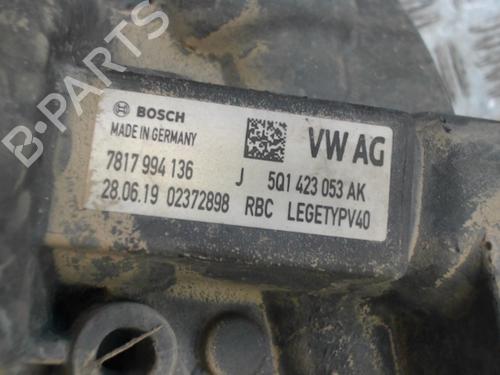 BOSCH
MADE IN GERMANY
VW AG
7817 994 136 J 5Q1 423 053 AK
28.06.19 02372898 RBC LEGETYPV40
B-Parts